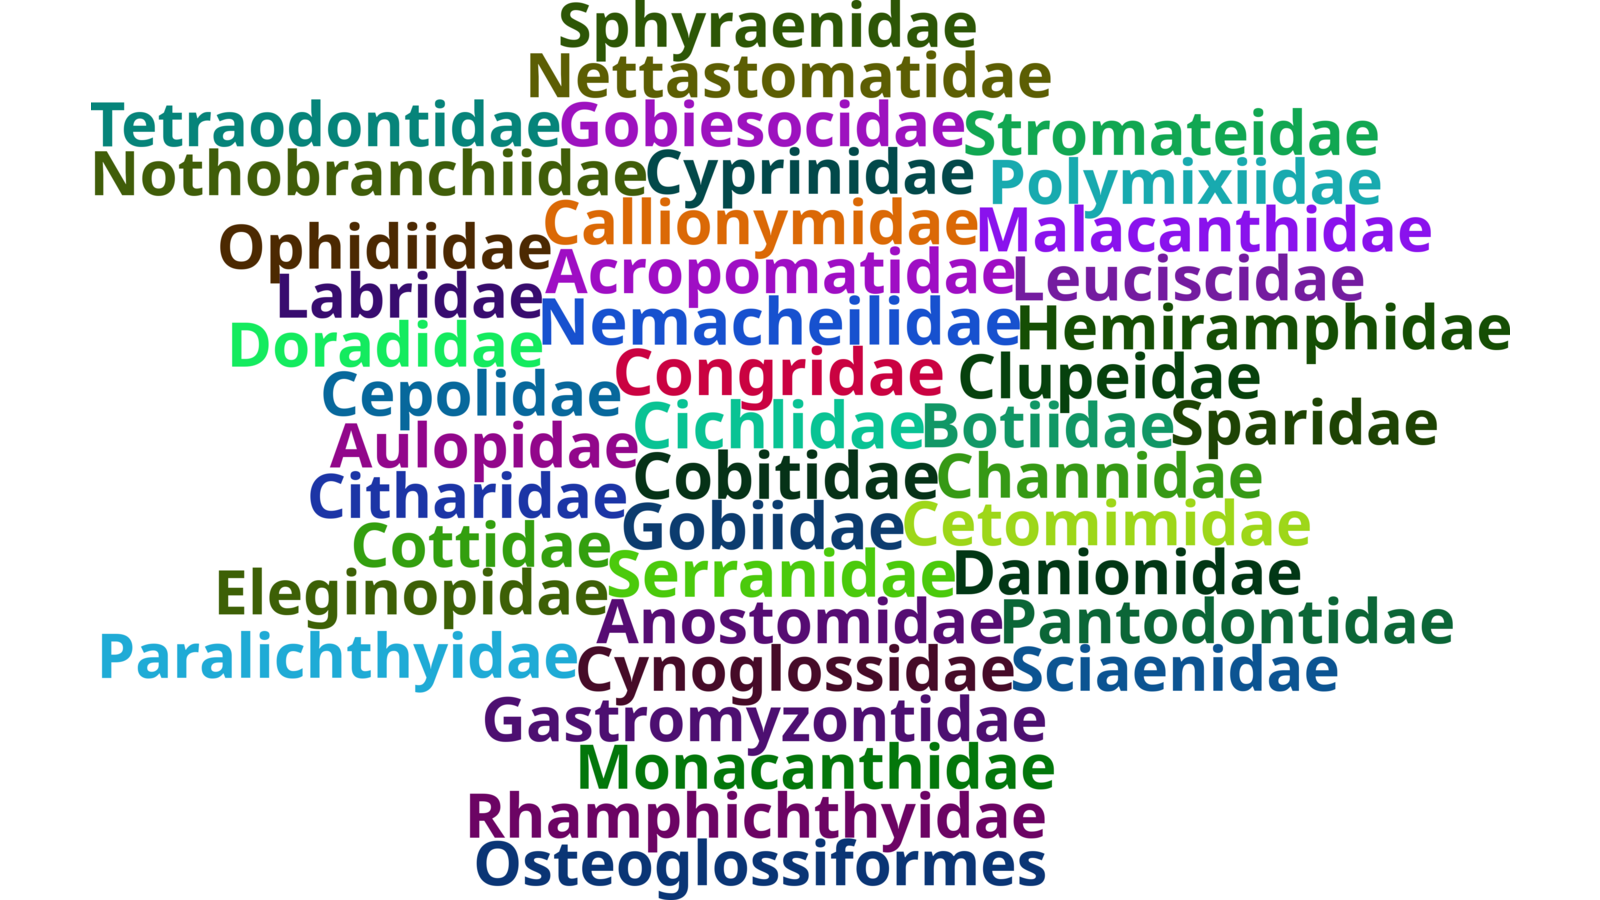 Sphyraenidae
Nettastomatidae
Tetraodontidae Gobiesocidae Stromateidae
Nothobranchiidae Cyprinidae Polymixiidae
Ophidiidae Callionymidae Malacanthidae
Labridae Acropomatidae Leuciscidae
Doradidae Nemacheilidae Hemiramphidae
Cepolidae Congridae Clupeidae
Aulopidae Cichlidae Botiidae Sparidae
Citharidae Cobitidae Channidae
Cottidae Gobiidae Cetomimidae
Eleginopidae Serranidae Danionidae
Anostomidae Pantodontidae
Paralichthyidae Cynoglossidae Sciaenidae
Gastromyzontidae
Monacanthidae
Rhamphichthyidae
Osteoglossiformes